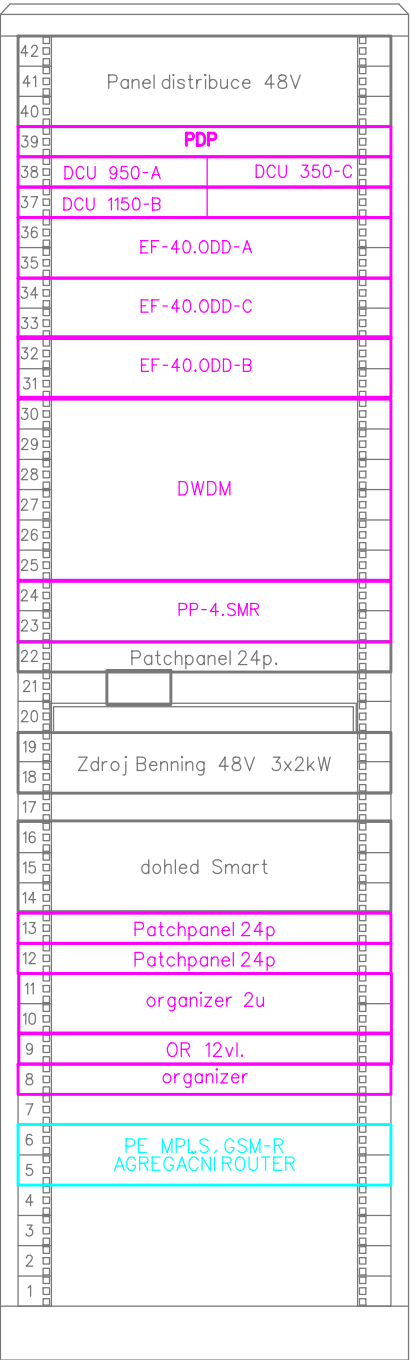 42
41 Panel distribuce 48V
40
39 PDP
38 DCU 950-A DCU 350-C
37 DCU 1150-B
36
EF-40.ODD-A
35
34
EF-40.ODD-C
33
32
EF-40.ODD-B
31
30
29
28
DWDM
27
26
25
24
PP-4.SMR
23
22 Patchpanel 24p.
21
20
19
Zdroj Benning 48V 3x2kW
18
17
16
15 dohled Smart
14
13 Patchpanel 24p
12 Patchpanel 24p
11
organizer 2u
10
9 OR 12vl.
8 organizer
7
6 PE MPLS, GSM-R
5 AGREGACNI ROUTER
4
3
2
1